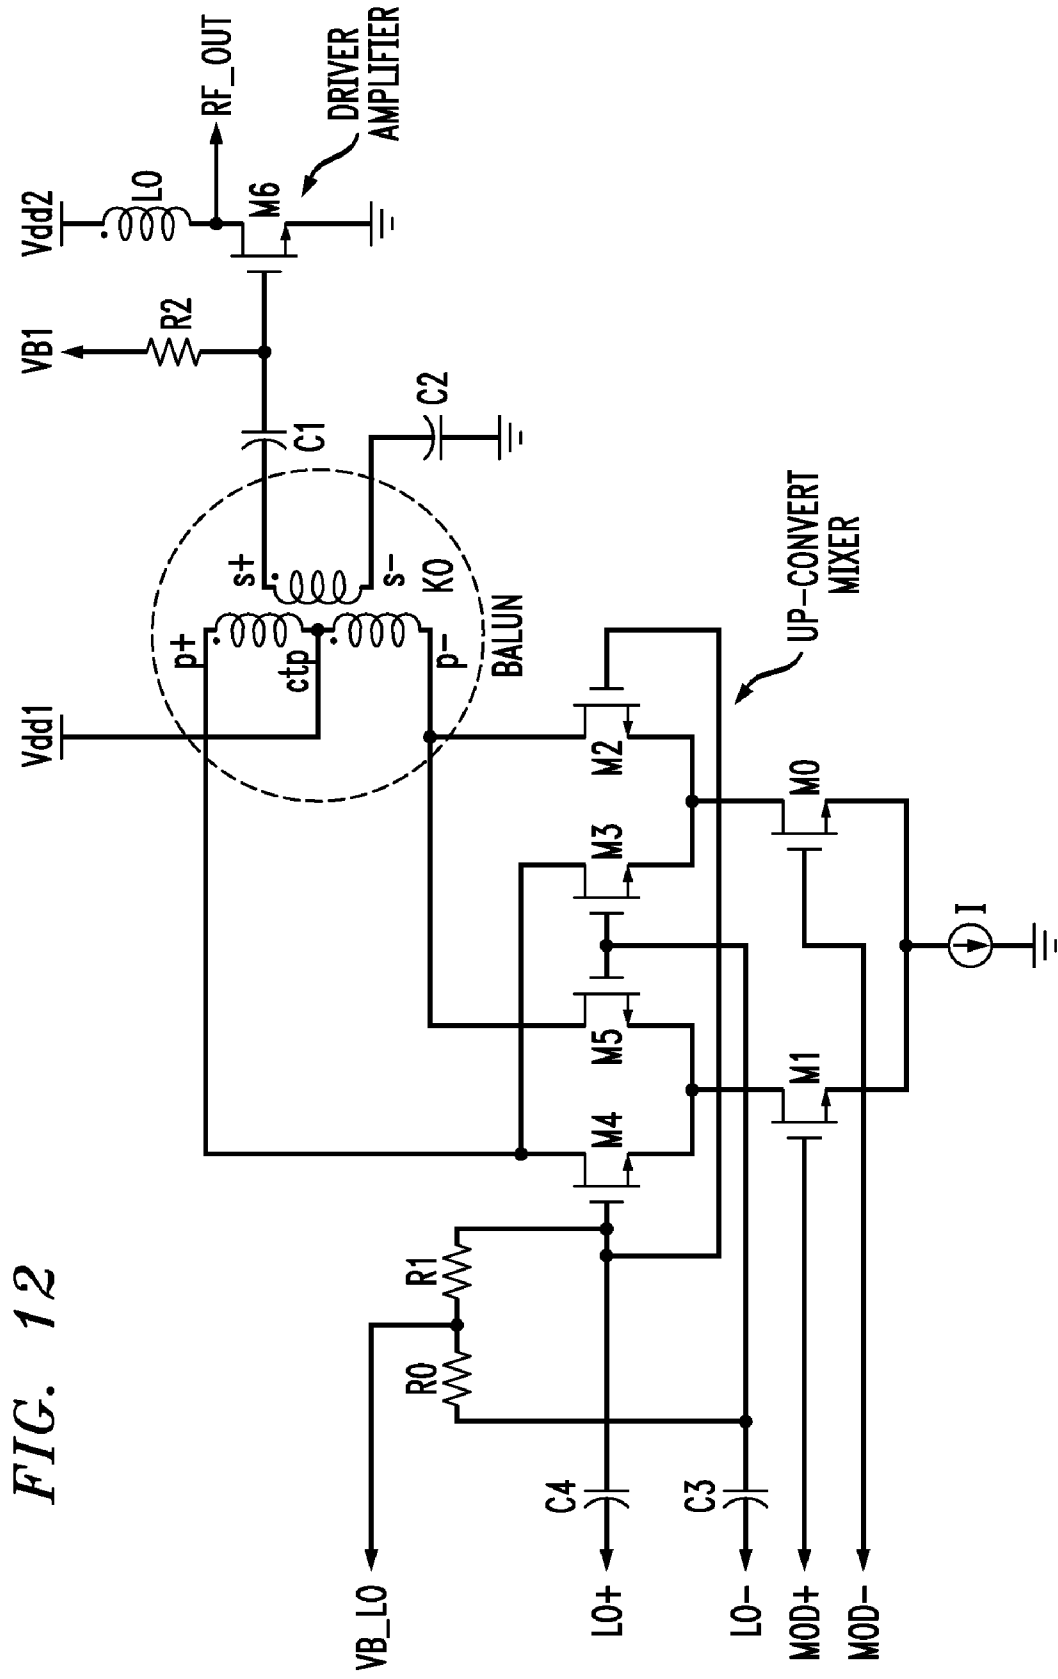 FIG. 12
Vdd1
Vdd2
VB1
R2
L0
RF_OUT
M6
DRIVER
AMPLIFIER
p+
ctp
p-
s+
s-
K0
BALUN
C1
C2
VB_LO
R0
R1
C4
C3
LO+
LO-
MOD+
MOD-
M4
M5
M3
M2
M1
M0
I
UP-CONVERT
MIXER